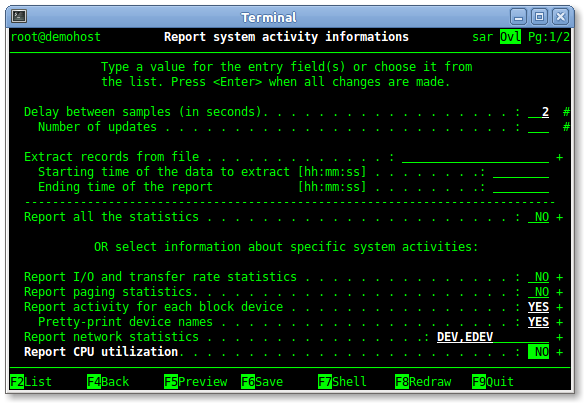 Terminal
root@demohost Report system activity informations sar Ovl Pg:1/2
Type a value for the entry field(s) or choose it from
the list. Press <Enter> when all changes are made.
Delay between samples (in seconds). . . . . . . . . . . . . . . . . . . : 2 #
Number of updates . . . . . . . . . . . . . . . . . . . . . . . . . . : ___ #
Extract records from file . . . . . . . . . . . . . . : _____________________ +
Starting time of the data to extract [hh:mm:ss] . . . . . . . .: ________
Ending time of the report [hh:mm:ss] . . . . . . . .: ________
----------------------------------------------------------------------------
Report all the statistics . . . . . . . . . . . . . . . . . . . . . . . : NO +
OR select information about specific system activities:
Report I/O and transfer rate statistics . . . . . . . . . . . . . . . . : NO +
Report paging statistics. . . . . . . . . . . . . . . . . . . . . . . . : NO +
Report activity for each block device . . . . . . . . . . . . . . . . . : YES +
Pretty-print device names . . . . . . . . . . . . . . . . . . . . . . : YES +
Report network statistics . . . . . . . . . . . . . . . .: DEV,EDEV________ +
Report CPU utilization. . . . . . . . . . . . . . . . . . . . . . . . . : NO +
F2List F4Back F5Preview F6Save F7Shell F8Redraw F9Quit